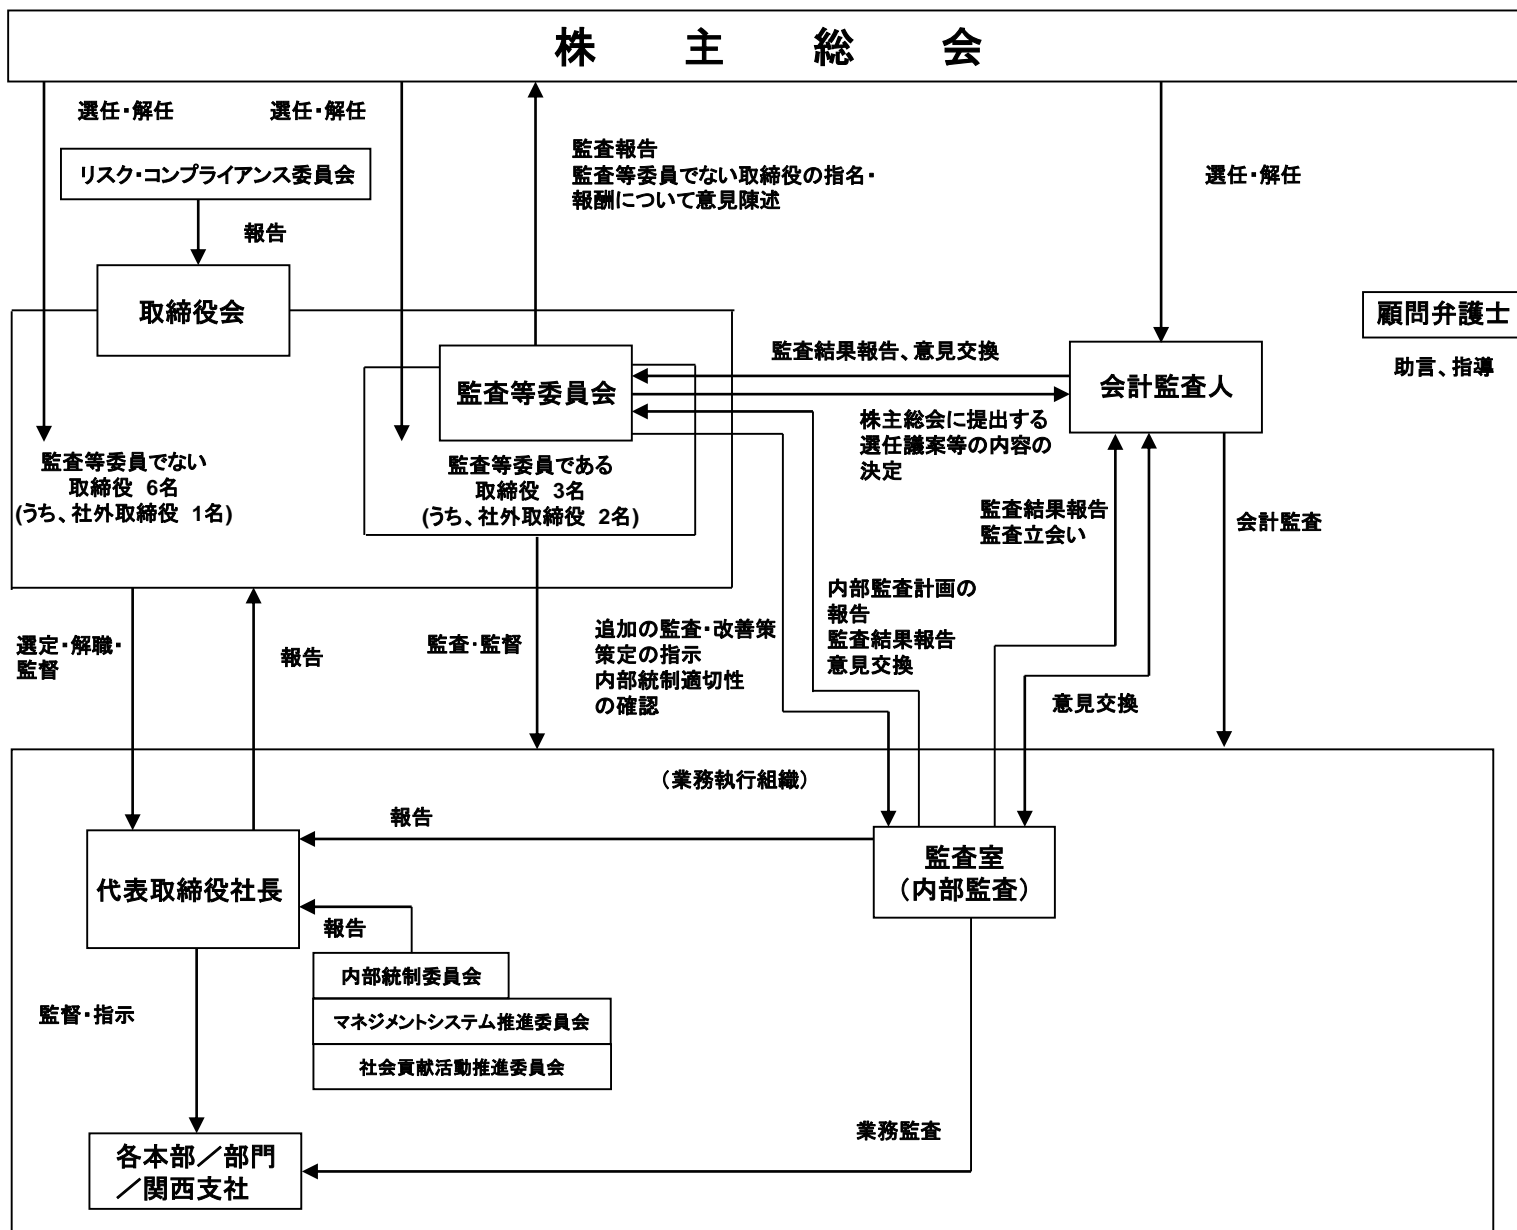 株主総会
選任・解任
選任・解任
監査報告
監査等委員でない取締役の指名・
報酬について意見陳述
選任・解任
リスク・コンプライアンス委員会
報告
取締役会
顧問弁護士
助言、指導
監査等委員会
監査結果報告、意見交換
会計監査人
株主総会に提出する
選任議案等の内容の
決定
監査等委員でない
取締役 6名
(うち、社外取締役 1名)
監査等委員である
取締役 3名
(うち、社外取締役 2名)
監査結果報告
監査立会い
会計監査
内部監査計画の
報告
監査結果報告
意見交換
選定・解職・
監督
報告
監査・監督
追加の監査・改善策
策定の指示
内部統制適切性
の確認
意見交換
（業務執行組織）
報告
監査室
（内部監査）
代表取締役社長
報告
内部統制委員会
マネジメントシステム推進委員会
社会貢献活動推進委員会
監督・指示
業務監査
各本部／部門
／関西支社